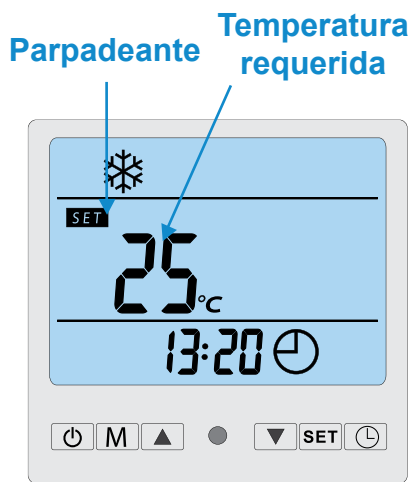 Parpadeante
Temperatura
requerida
SET
25 °C
13:20
M
SET